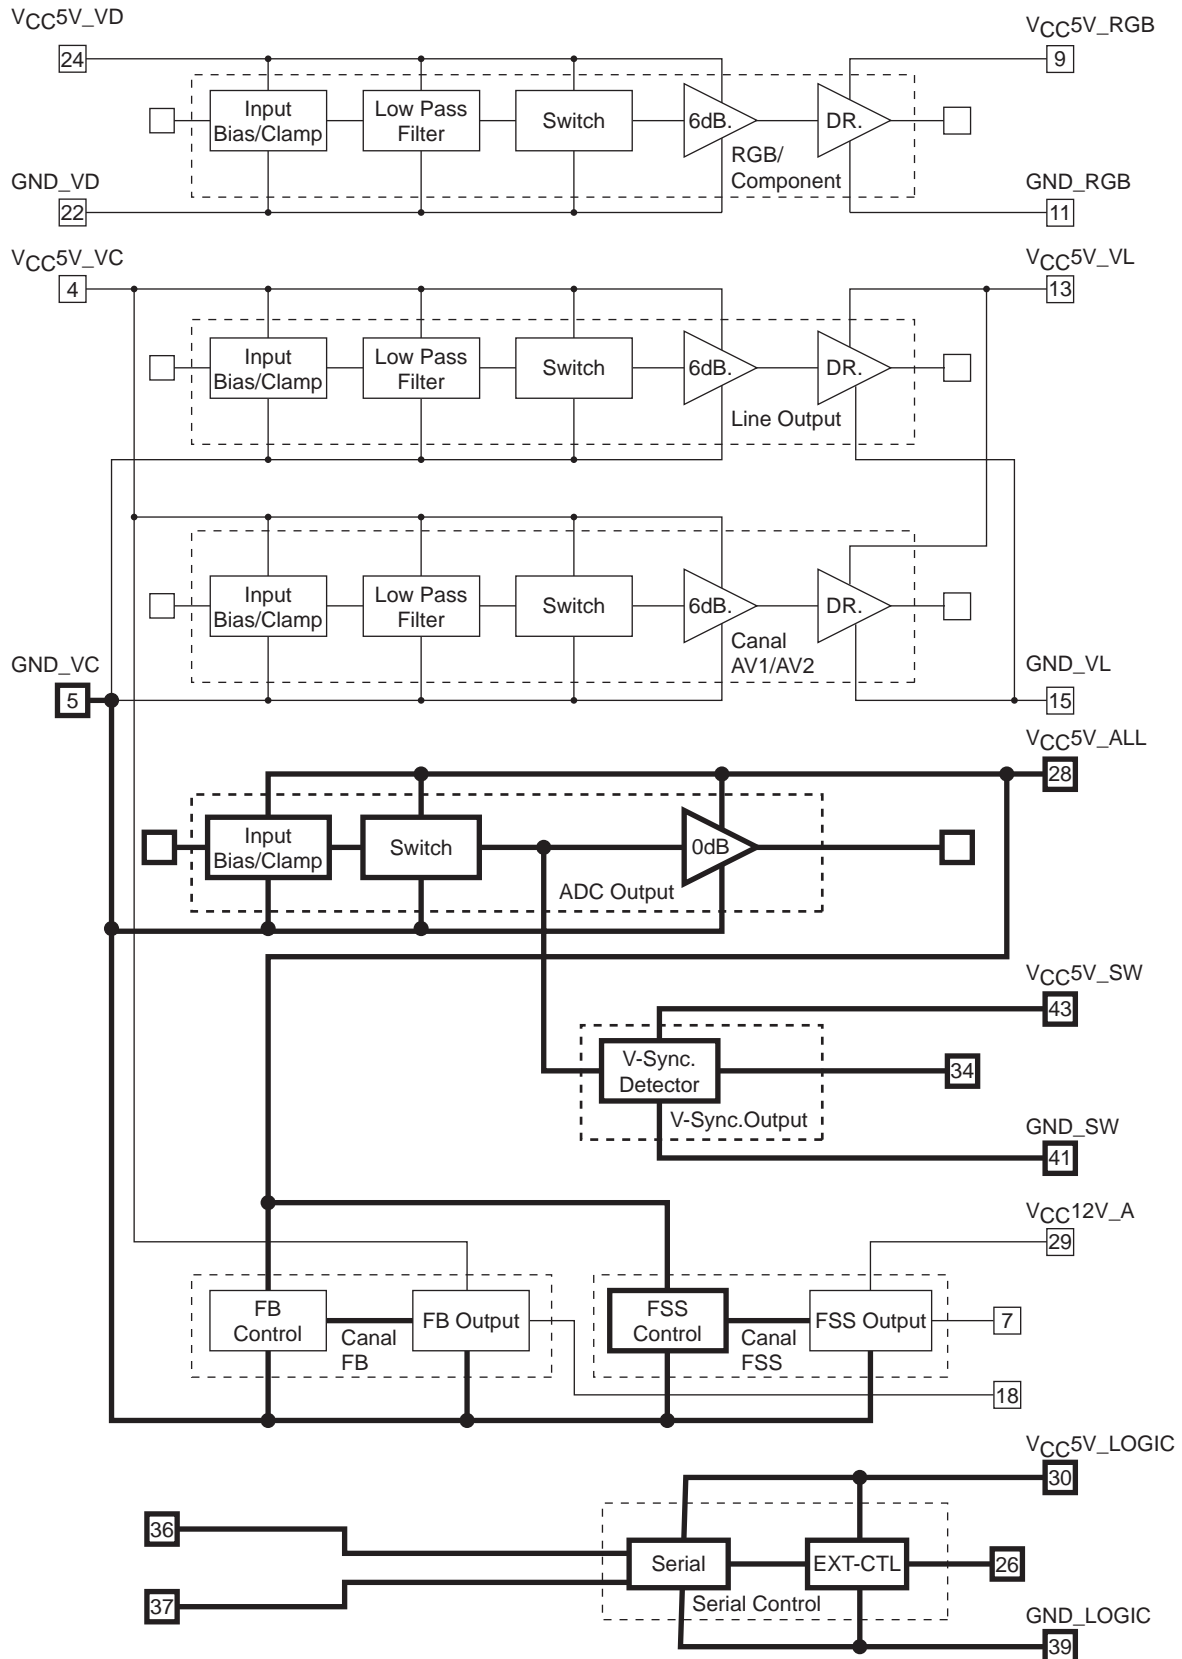 VCC5V_VD
VCC5V_RGB
24
9
Input
Bias/Clamp
Low Pass
Filter
Switch
6dB.
DR.
RGB/
Component
GND_VD
GND_RGB
22
11
VCC5V_VC
VCC5V_VL
4
13
Input
Bias/Clamp
Low Pass
Filter
Switch
6dB.
DR.
Line Output
Input
Bias/Clamp
Low Pass
Filter
Switch
6dB.
DR.
Canal
AV1/AV2
GND_VC
GND_VL
5
15
VCC5V_ALL
28
Input
Bias/Clamp
Switch
0dB
ADC Output
VCC5V_SW
43
V-Sync.
Detector
34
V-Sync.Output
GND_SW
41
VCC12V_A
29
FB
Control
Canal
FB
FB Output
FSS
Control
Canal
FSS
FSS Output
7
18
VCC5V_LOGIC
30
36
Serial
EXT-CTL
26
37
Serial Control
GND_LOGIC
39